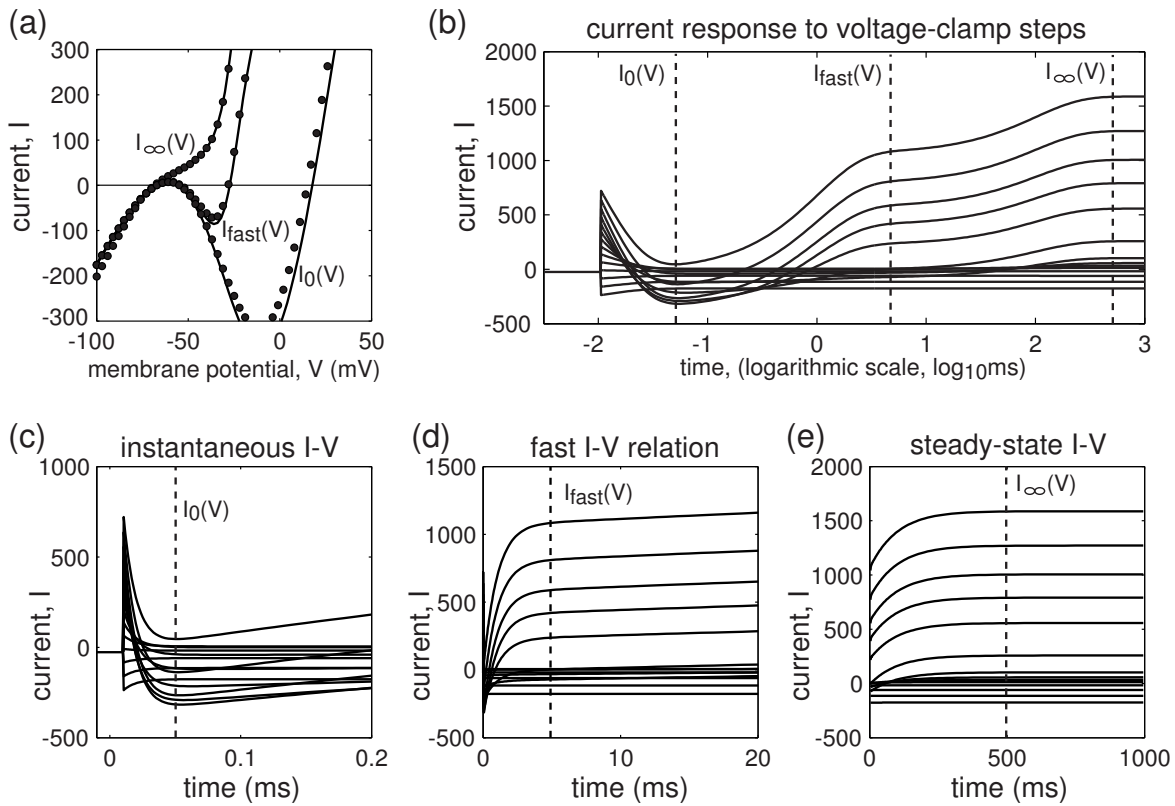 (a)
300
200
100
0
-100
-200
-300
current, I
I∞(V)
Ifast(V)
I0(V)
-100
-50
0
50
membrane potential, V (mV)
(b)
current response to voltage-clamp steps
2000
1500
1000
500
0
-500
current, I
I0(V)
Ifast(V)
I∞(V)
-2
-1
0
1
2
3
time, (logarithmic scale, log10ms)
(c)
instantaneous I-V
1000
500
0
-500
current, I
I0(V)
0
0.1
0.2
time (ms)
(d)
fast I-V relation
1500
1000
500
0
-500
current, I
Ifast(V)
0
10
20
time (ms)
(e)
steady-state I-V
2000
1500
1000
500
0
-500
current, I
I∞(V)
0
500
1000
time (ms)